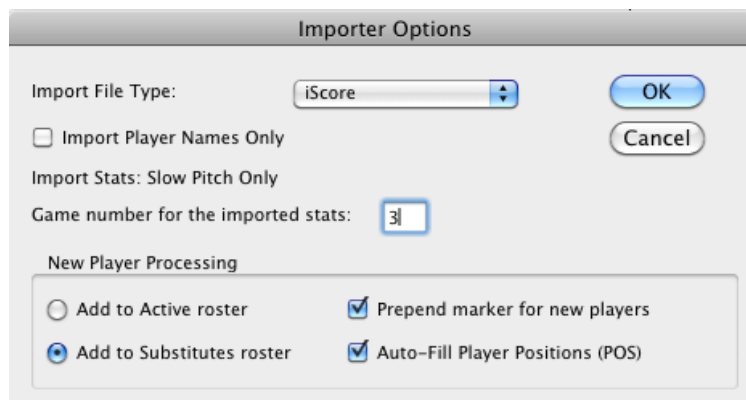 Importer Options
Import File Type: iScore OK
Import Player Names Only Cancel
Import Stats: Slow Pitch Only
Game number for the imported stats: 3
New Player Processing
Add to Active roster Prepend marker for new players
Add to Substitutes roster Auto-Fill Player Positions (POS)